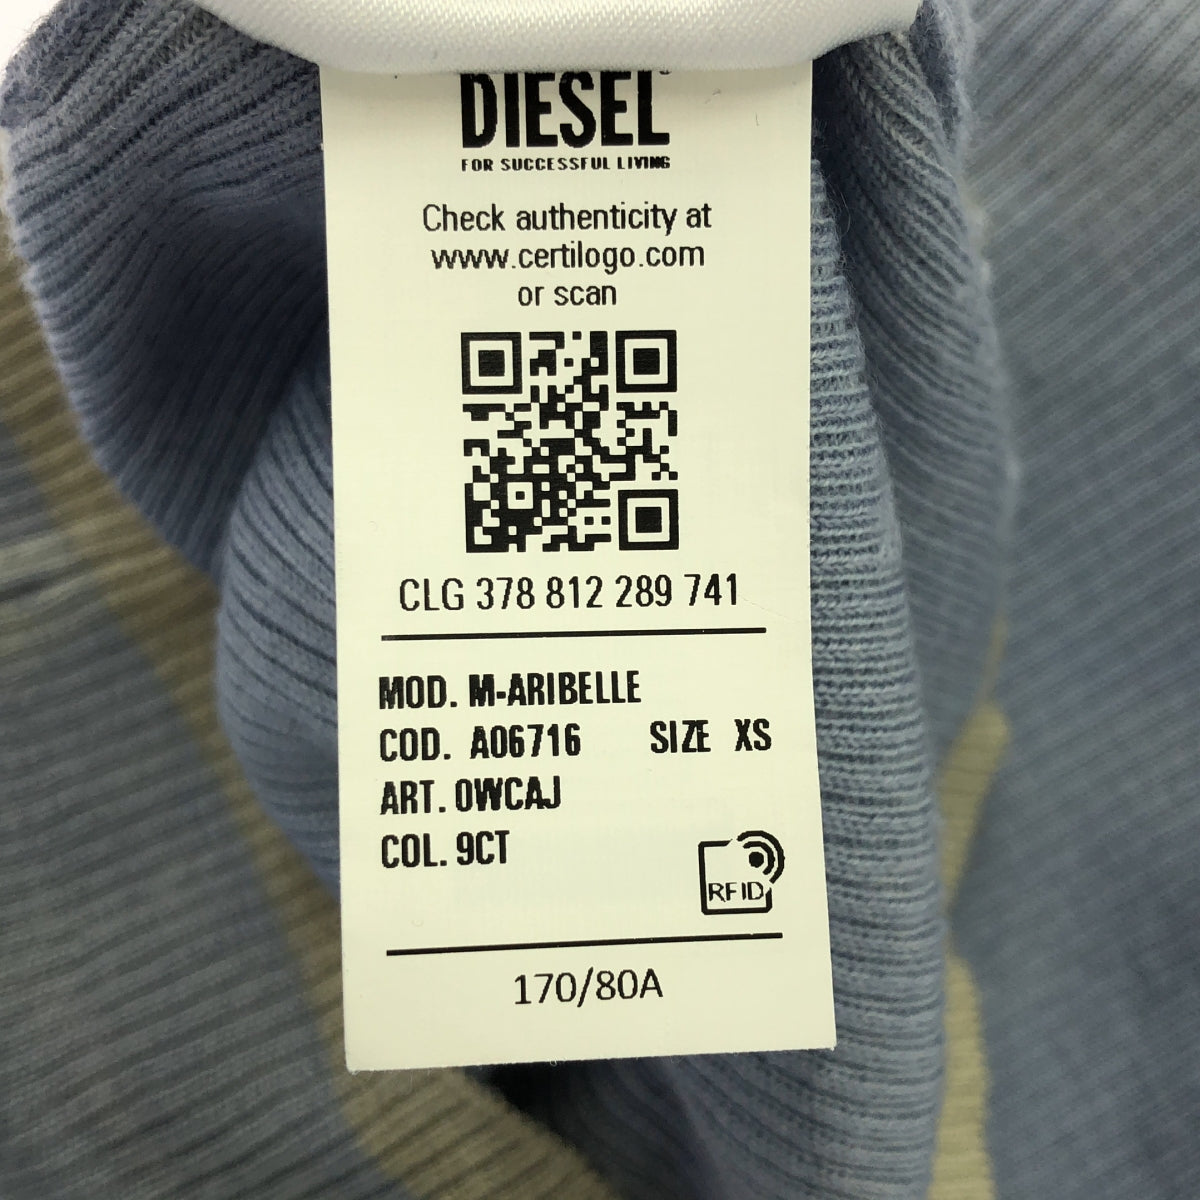 DIESEL
FOR SUCCESSFUL LIVING
Check authenticity at
www.certilogo.com
or scan
CLG 378 812 289 741
MOD. M-ARIBELLE
COD. A06716 SIZE XS
ART. 0WCAJ
COL. 9CT
RFID
170/80A